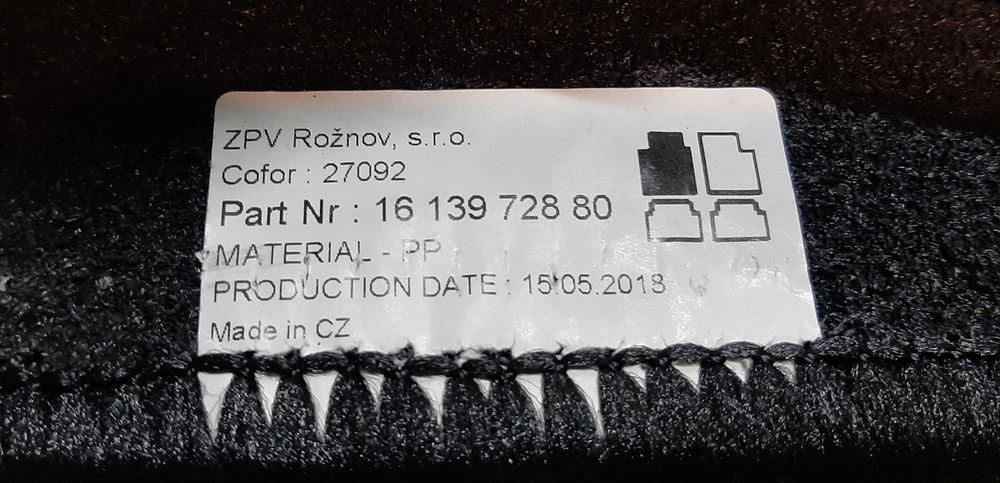 ZPV Rožnov, s.r.o.
Cofor : 27092
Part Nr : 16 139 728 80
MATERIAL - PP
PRODUCTION DATE : 15.05.2018
Made in CZ